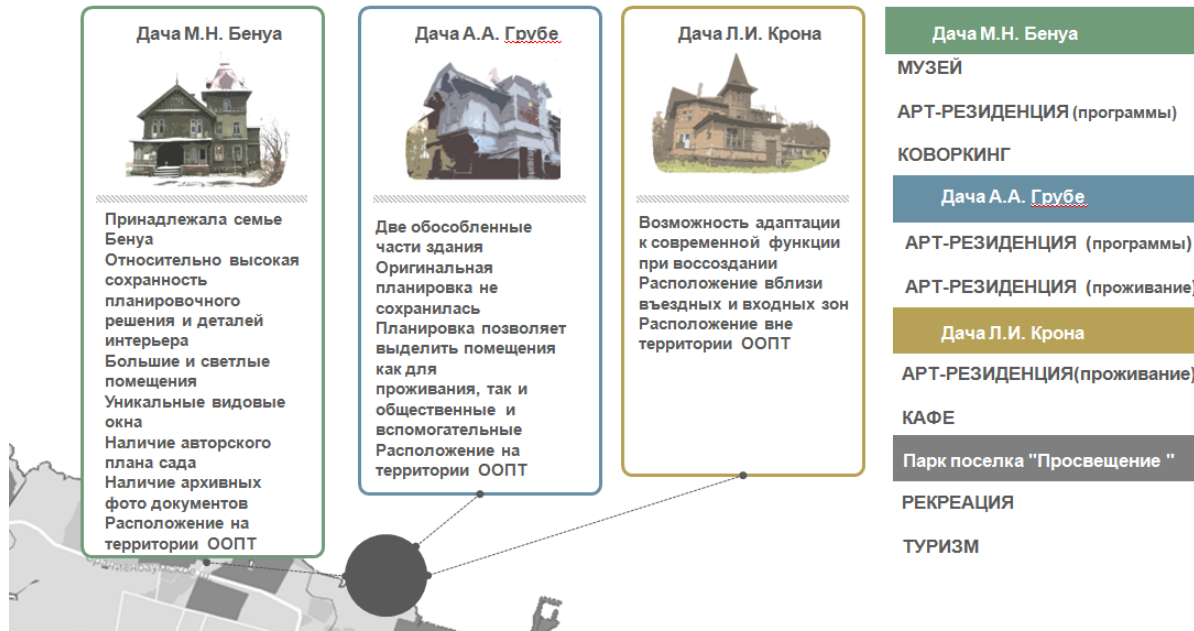 Дача М.Н. Бенуа
Принадлежала семье
Бенуа
Относительно высокая
сохранность
планировочного
решения и деталей
интерьера
Большие и светлые
помещения
Уникальные видовые
окна
Наличие авторского
плана сада
Наличие архивных
фото документов
Расположение на
территории ООПТ
Дача А.А. Грубе
Две обособленные
части здания
Оригинальная
планировка не
сохранилась
Планировка позволяет
выделить помещения
как для
проживания, так и
общественные и
вспомогательные
Расположение на
территории ООПТ
Дача Л.И. Крона
Возможность адаптации
к современной функции
при воссоздании
Расположение вблизи
въездных и входных зон
Расположение вне
территории ООПТ
Дача М.Н. Бенуа
МУЗЕЙ
АРТ-РЕЗИДЕНЦИЯ (программы)
КОВОРКИНГ
Дача А.А. Грубе
АРТ-РЕЗИДЕНЦИЯ (программы)
АРТ-РЕЗИДЕНЦИЯ (проживание)
Дача Л.И. Крона
АРТ-РЕЗИДЕНЦИЯ(проживание)
КАФЕ
Парк поселка "Просвещение "
РЕКРЕАЦИЯ
ТУРИЗМ